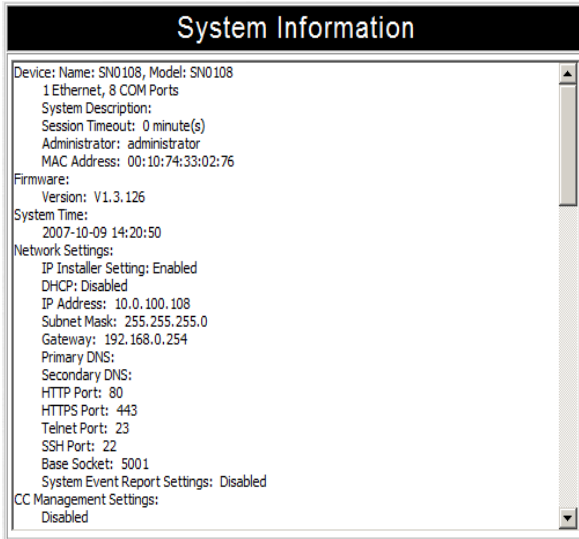 System Information
Device: Name: SN0108, Model: SN0108
1 Ethernet, 8 COM Ports
System Description:
Session Timeout: 0 minute(s)
Administrator: administrator
MAC Address: 00:10:74:33:02:76
Firmware:
Version: V1.3.126
System Time:
2007-10-09 14:20:50
Network Settings:
IP Installer Setting: Enabled
DHCP: Disabled
IP Address: 10.0.100.108
Subnet Mask: 255.255.255.0
Gateway: 192.168.0.254
Primary DNS:
Secondary DNS:
HTTP Port: 80
HTTPS Port: 443
Telnet Port: 23
SSH Port: 22
Base Socket: 5001
System Event Report Settings: Disabled
CC Management Settings:
Disabled